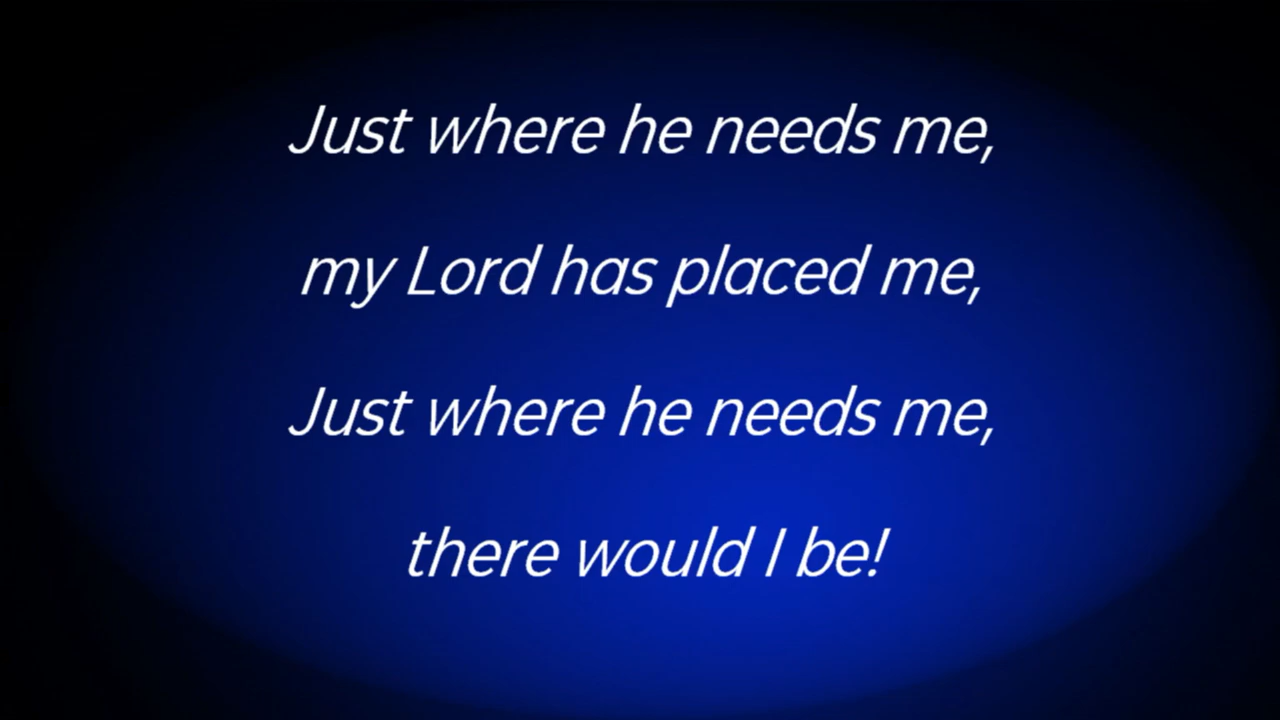 Just where he needs me,
my Lord has placed me,
Just where he needs me,
there would I be!